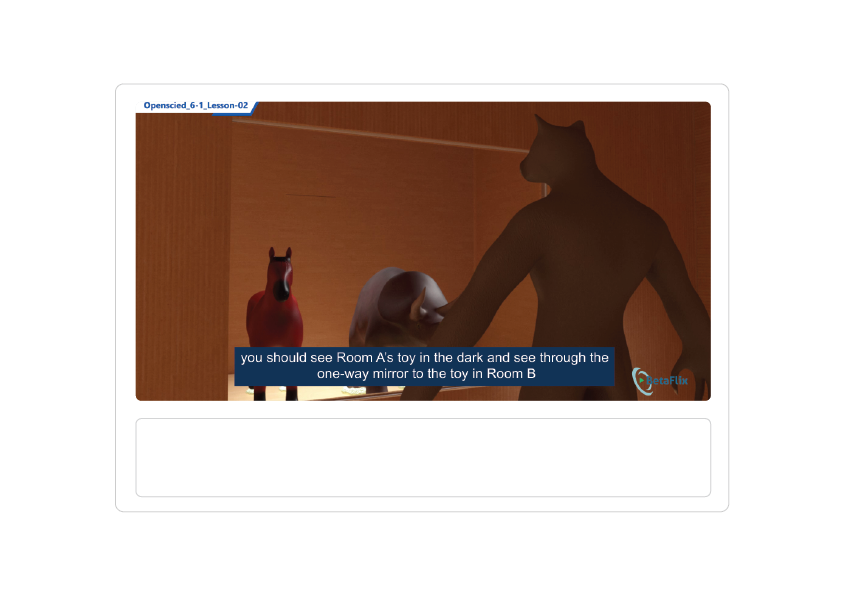 Openscied_6-1_Lesson-02
you should see Room A's toy in the dark and see through the
one-way mirror to the toy in Room B
BetaFlix